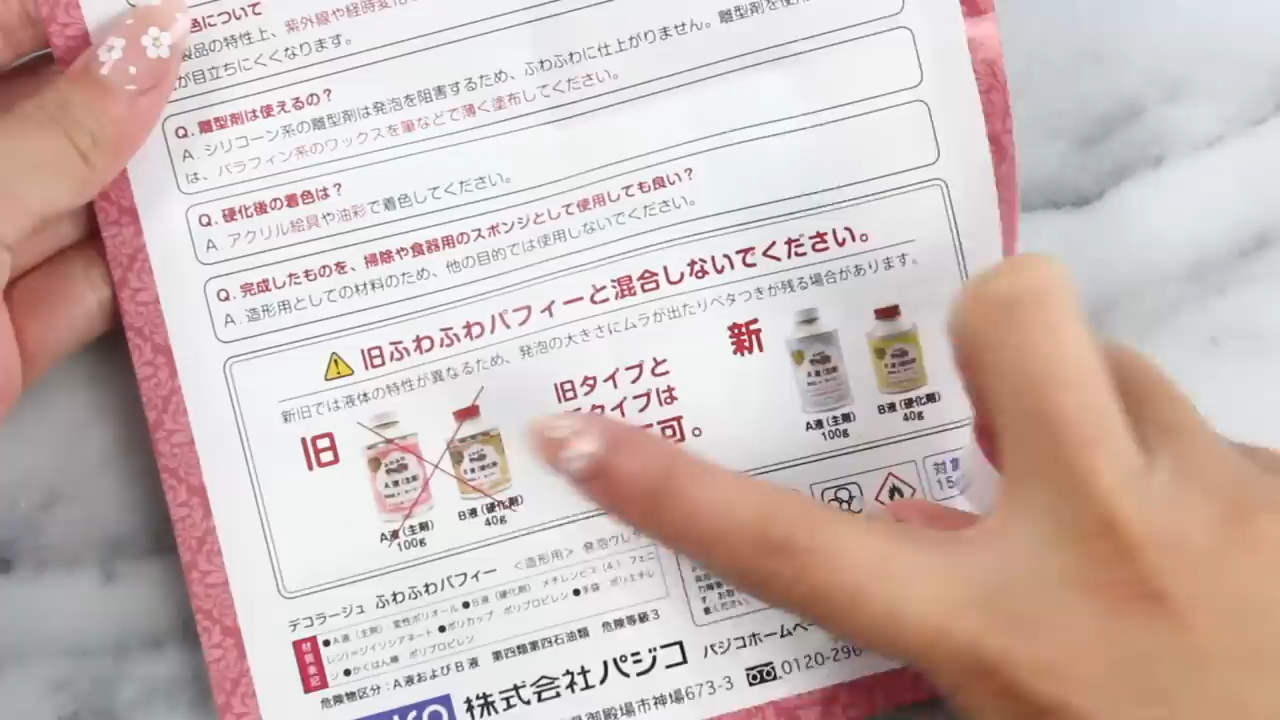 色について
製品の特性上、紫外線や経時変
が目立ちにくくなります。
Q. 離型剤は使えるの？
A. シリコーン系の離型剤は発泡を阻害するため、ふわふわに仕上がりません。離型剤を使用
は、パラフィン系のワックスを筆などで薄く塗布してください。
Q. 硬化後の着色は？
A. アクリル絵具や油彩で着色してください。
Q. 完成したものを、掃除や食器用のスポンジとして使用しても良い？
A. 造形用としての材料のため、他の目的では使用しないでください。
旧ふわふわパフィーと混合しないでください。
新旧では液体の特性が異なるため、発泡の大きさにムラが出たりベタつきが残る場合があります。
旧
A液(主剤)
100g
B液(硬化剤)
40g
旧タイプと
タイプは
可。
新
A液(主剤)
100g
B液(硬化剤)
40g
対象
15
デコラージュ ふわふわパフィー ＜造形用＞ 発泡ウレ
材質表記
●A液（主剤） 変性ポリオール ●B液（硬化剤） メチレンビス（4,1フェニ
レン)=ジイソシアネート ●ポリカップ ポリプロピレン ●手袋 ポリエチレ
ン ●かくはん棒 ポリプロピレン
危険物区分：A液およびB液 第四類第四石油類 危険等級3
株式会社パジコ
パジコホームペー
県御殿場市神場673-3
0120-296